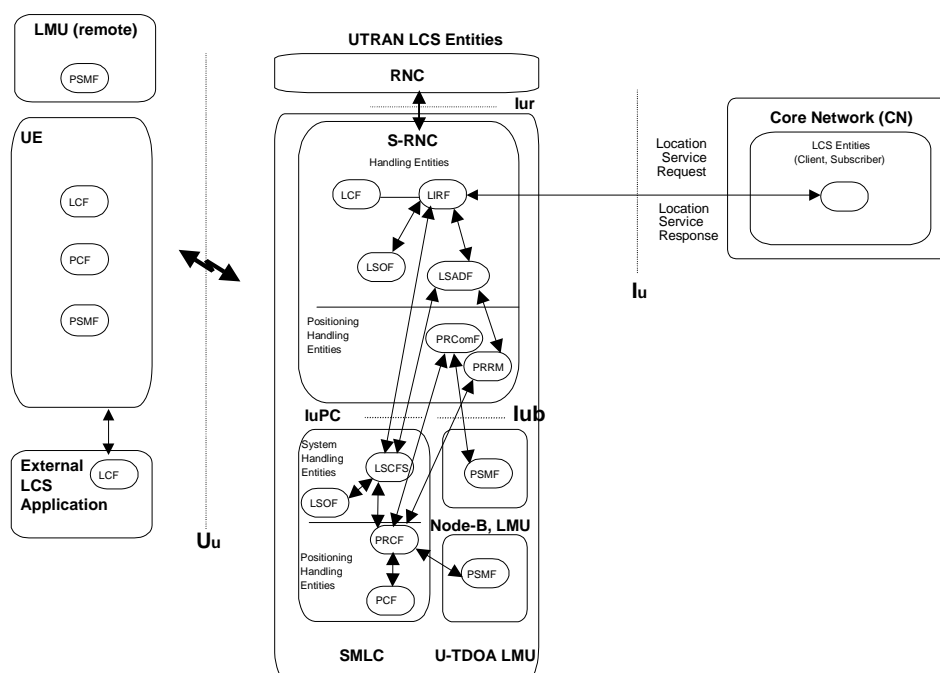 LMU (remote)
PSMF
UE
LCF
PCF
PSMF
External
LCS
Application
LCF
Uu
UTRAN LCS Entities
RNC
Iur
S-RNC
Handling Entities
LCF
LIRF
LSOF
LSADF
Positioning
Handling
Entities
PRComF
PRRM
IuPC
Iub
System
Handling
Entities
LSCFS
LSOF
PSMF
Node-B, LMU
PRCF
Positioning
Handling
Entities
PSMF
PCF
SMLC
U-TDOA LMU
Location
Service
Request
Location
Service
Response
Iu
Core Network (CN)
LCS Entities
(Client, Subscriber)